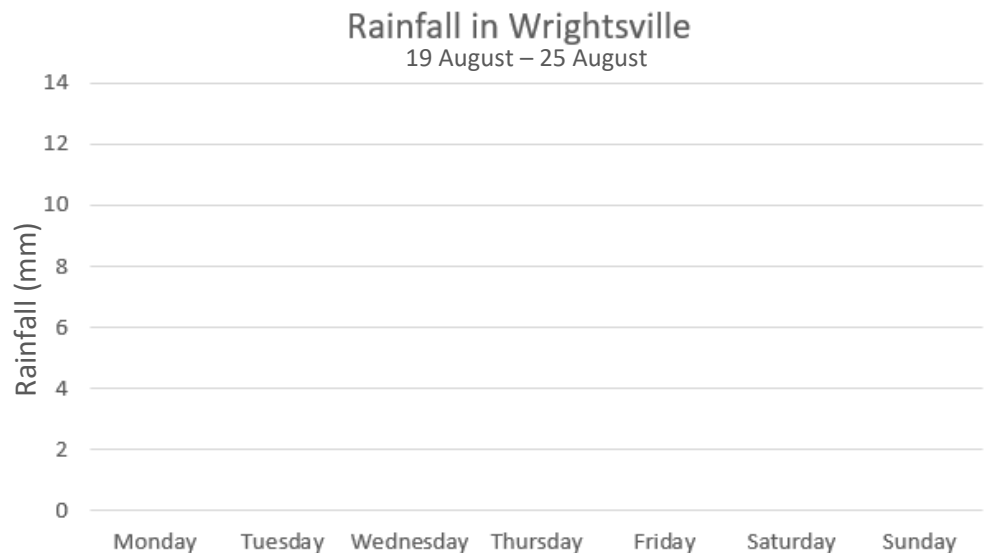 Rainfall in Wrightsville
19 August – 25 August
14
12
10
8
6
4
2
0
Rainfall (mm)
Monday Tuesday Wednesday Thursday Friday Saturday Sunday